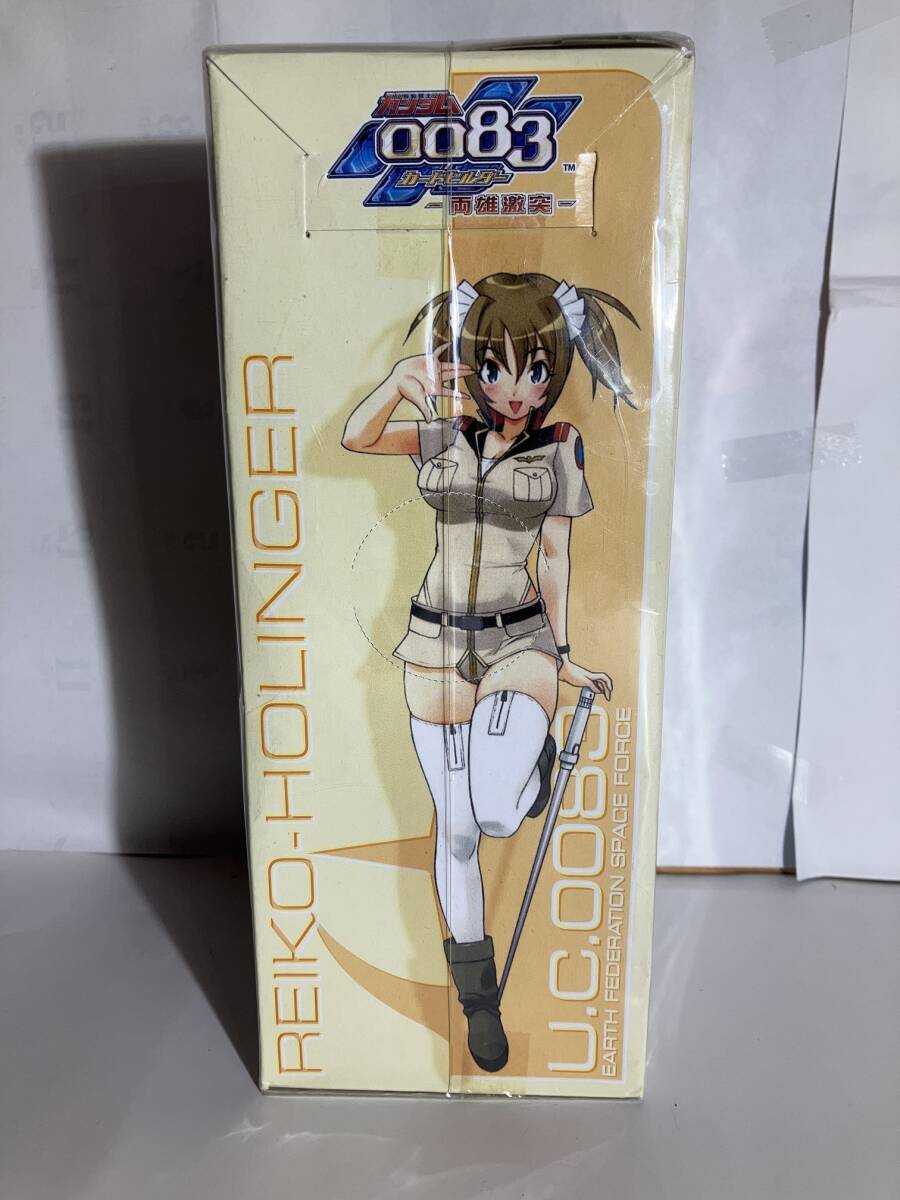 ガンダム
0083
TM
カードビルダー
－両雄激突－
REIKO-HOLINGER
U.C.0083
EARTH FEDERATION SPACE FORCE